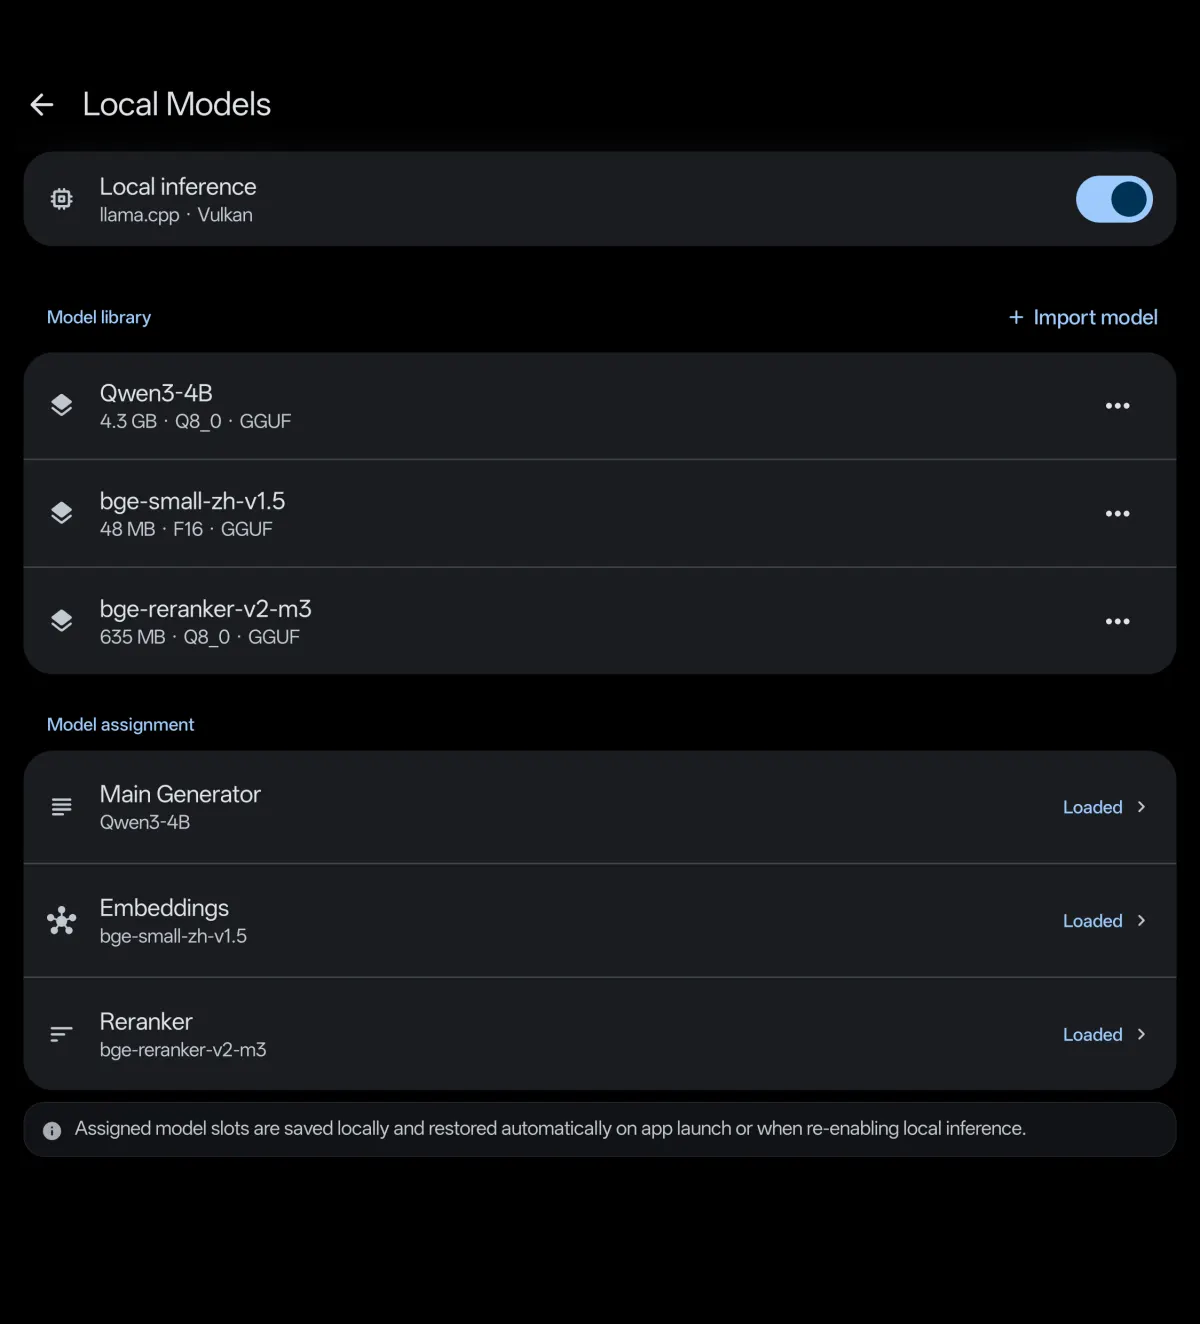 Local Models
Local inference
llama.cpp · Vulkan
Model library
+ Import model
Qwen3-4B
4.3 GB · Q8_0 · GGUF
bge-small-zh-v1.5
48 MB · F16 · GGUF
bge-reranker-v2-m3
635 MB · Q8_0 · GGUF
Model assignment
Main Generator
Qwen3-4B
Loaded
Embeddings
bge-small-zh-v1.5
Loaded
Reranker
bge-reranker-v2-m3
Loaded
Assigned model slots are saved locally and restored automatically on app launch or when re-enabling local inference.